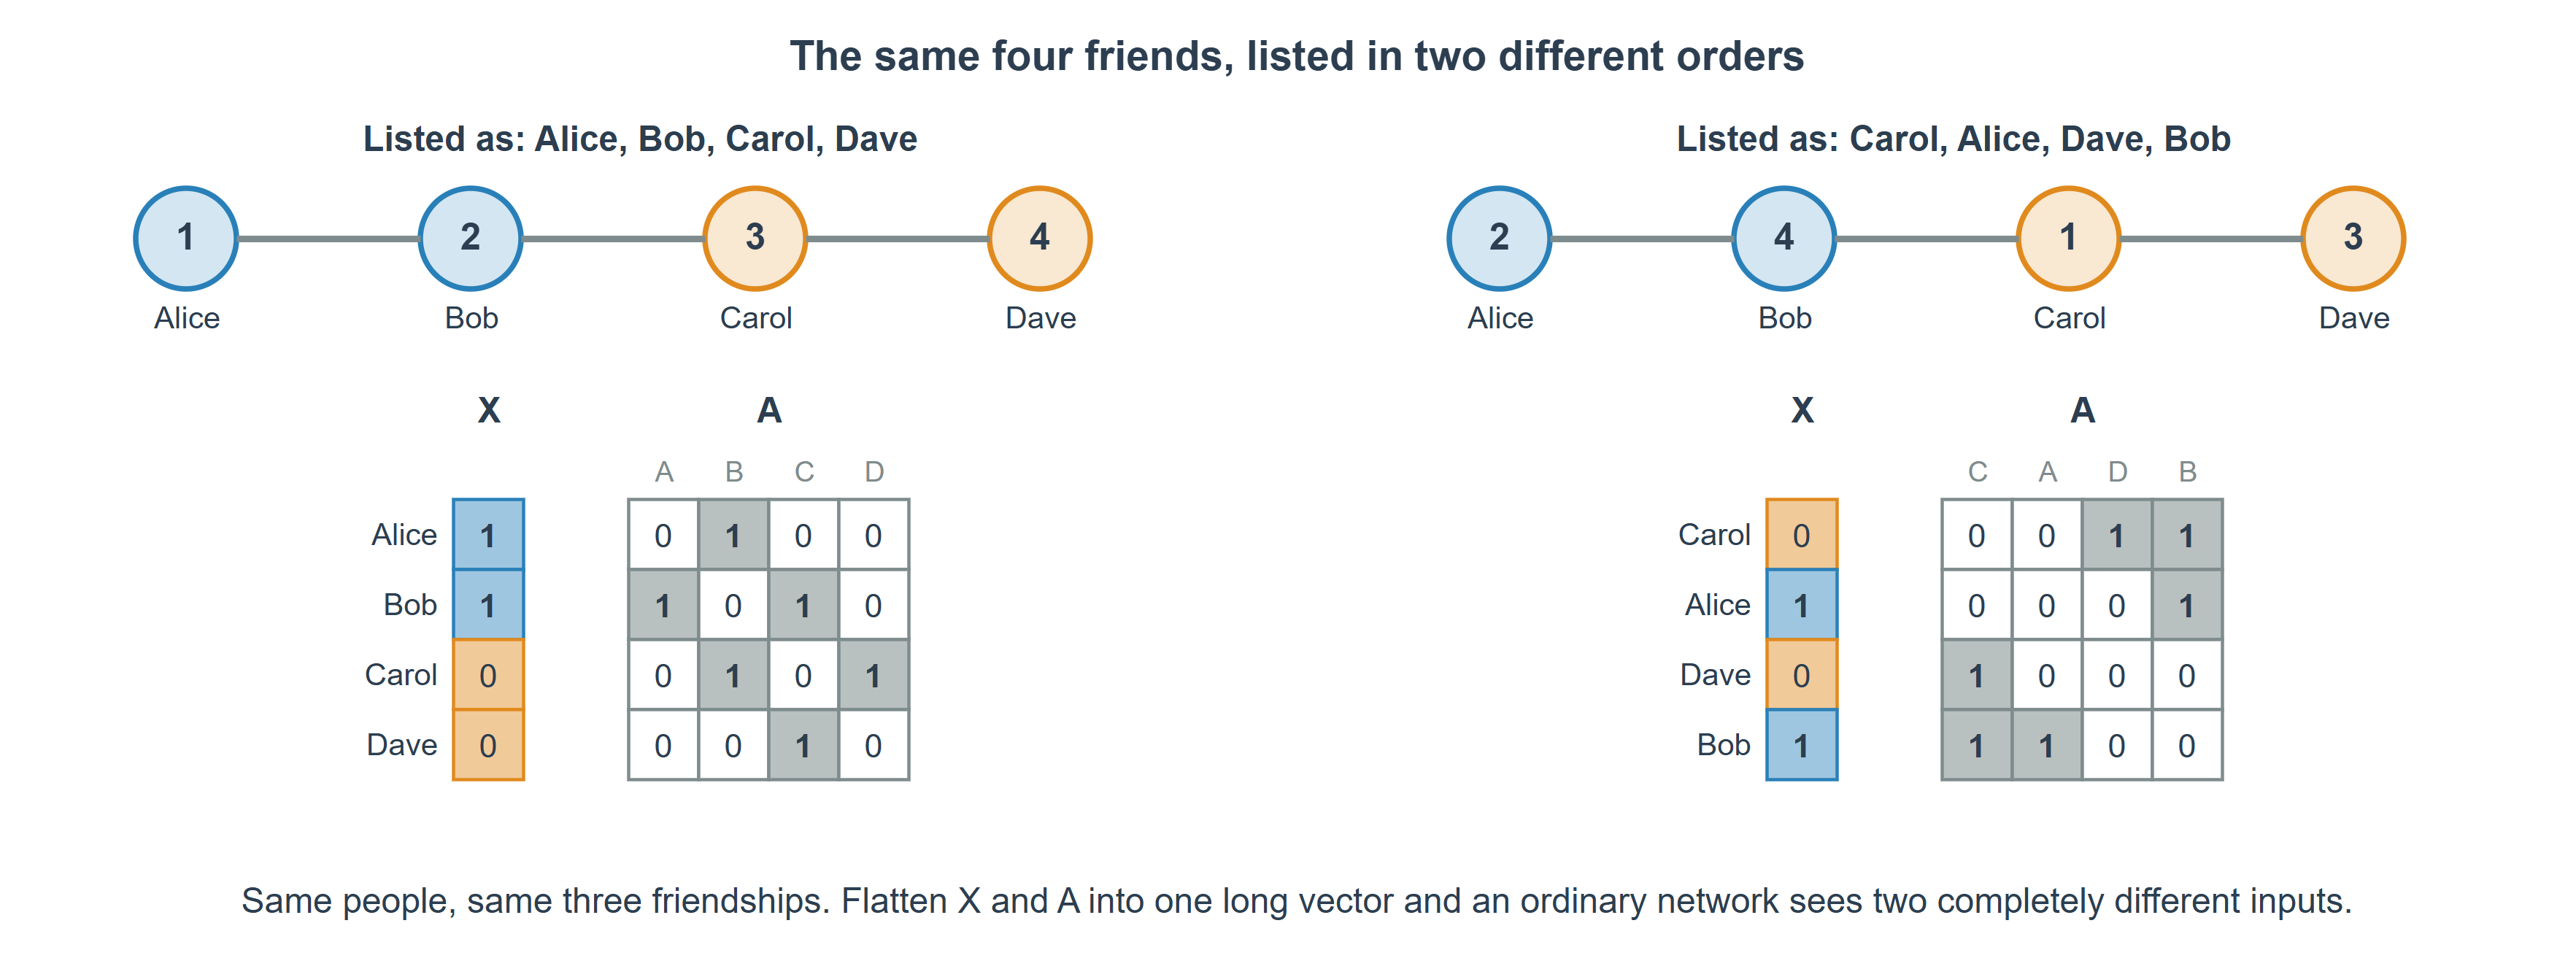 The same four friends, listed in two different orders
Listed as: Alice, Bob, Carol, Dave
1 2 3 4
Alice Bob Carol Dave
X A
A B C D
Alice 1 0 1 0 0
Bob 1 1 0 1 0
Carol 0 0 1 0 1
Dave 0 0 0 1 0
Listed as: Carol, Alice, Dave, Bob
2 4 1 3
Alice Bob Carol Dave
X A
C A D B
Carol 0 0 0 1 1
Alice 1 0 0 0 1
Dave 0 1 0 0 0
Bob 1 1 1 0 0
Same people, same three friendships. Flatten X and A into one long vector and an ordinary network sees two completely different inputs.